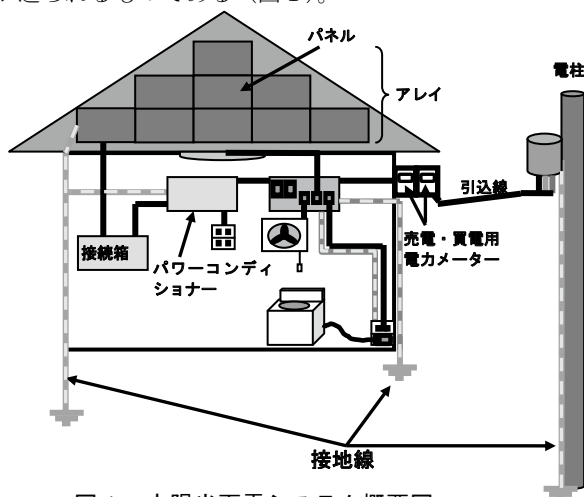 パネル
電柱
アレイ
引込線
売電・買電用
電力メーター
接続箱
パワーコンディ
ショナー
接地線